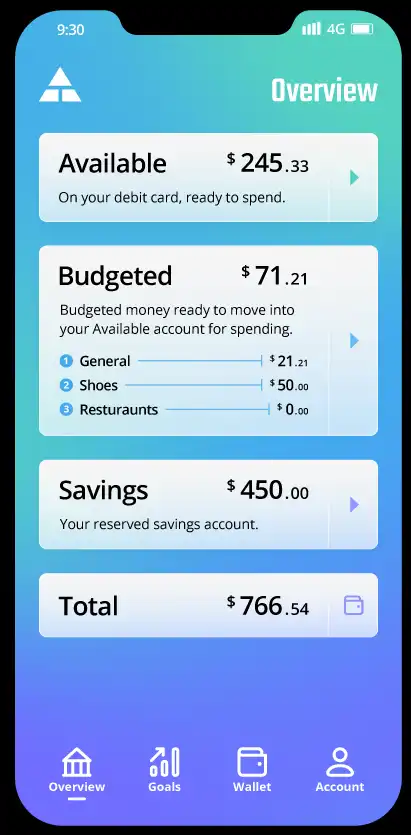 9:30
4G
Overview
Available $ 245.33
On your debit card, ready to spend.
Budgeted $ 71.21
Budgeted money ready to move into
your Available account for spending.
1 General $ 21.21
2 Shoes $ 50.00
3 Resturaunts $ 0.00
Savings $ 450.00
Your reserved savings account.
Total $ 766.54
Overview Goals Wallet Account